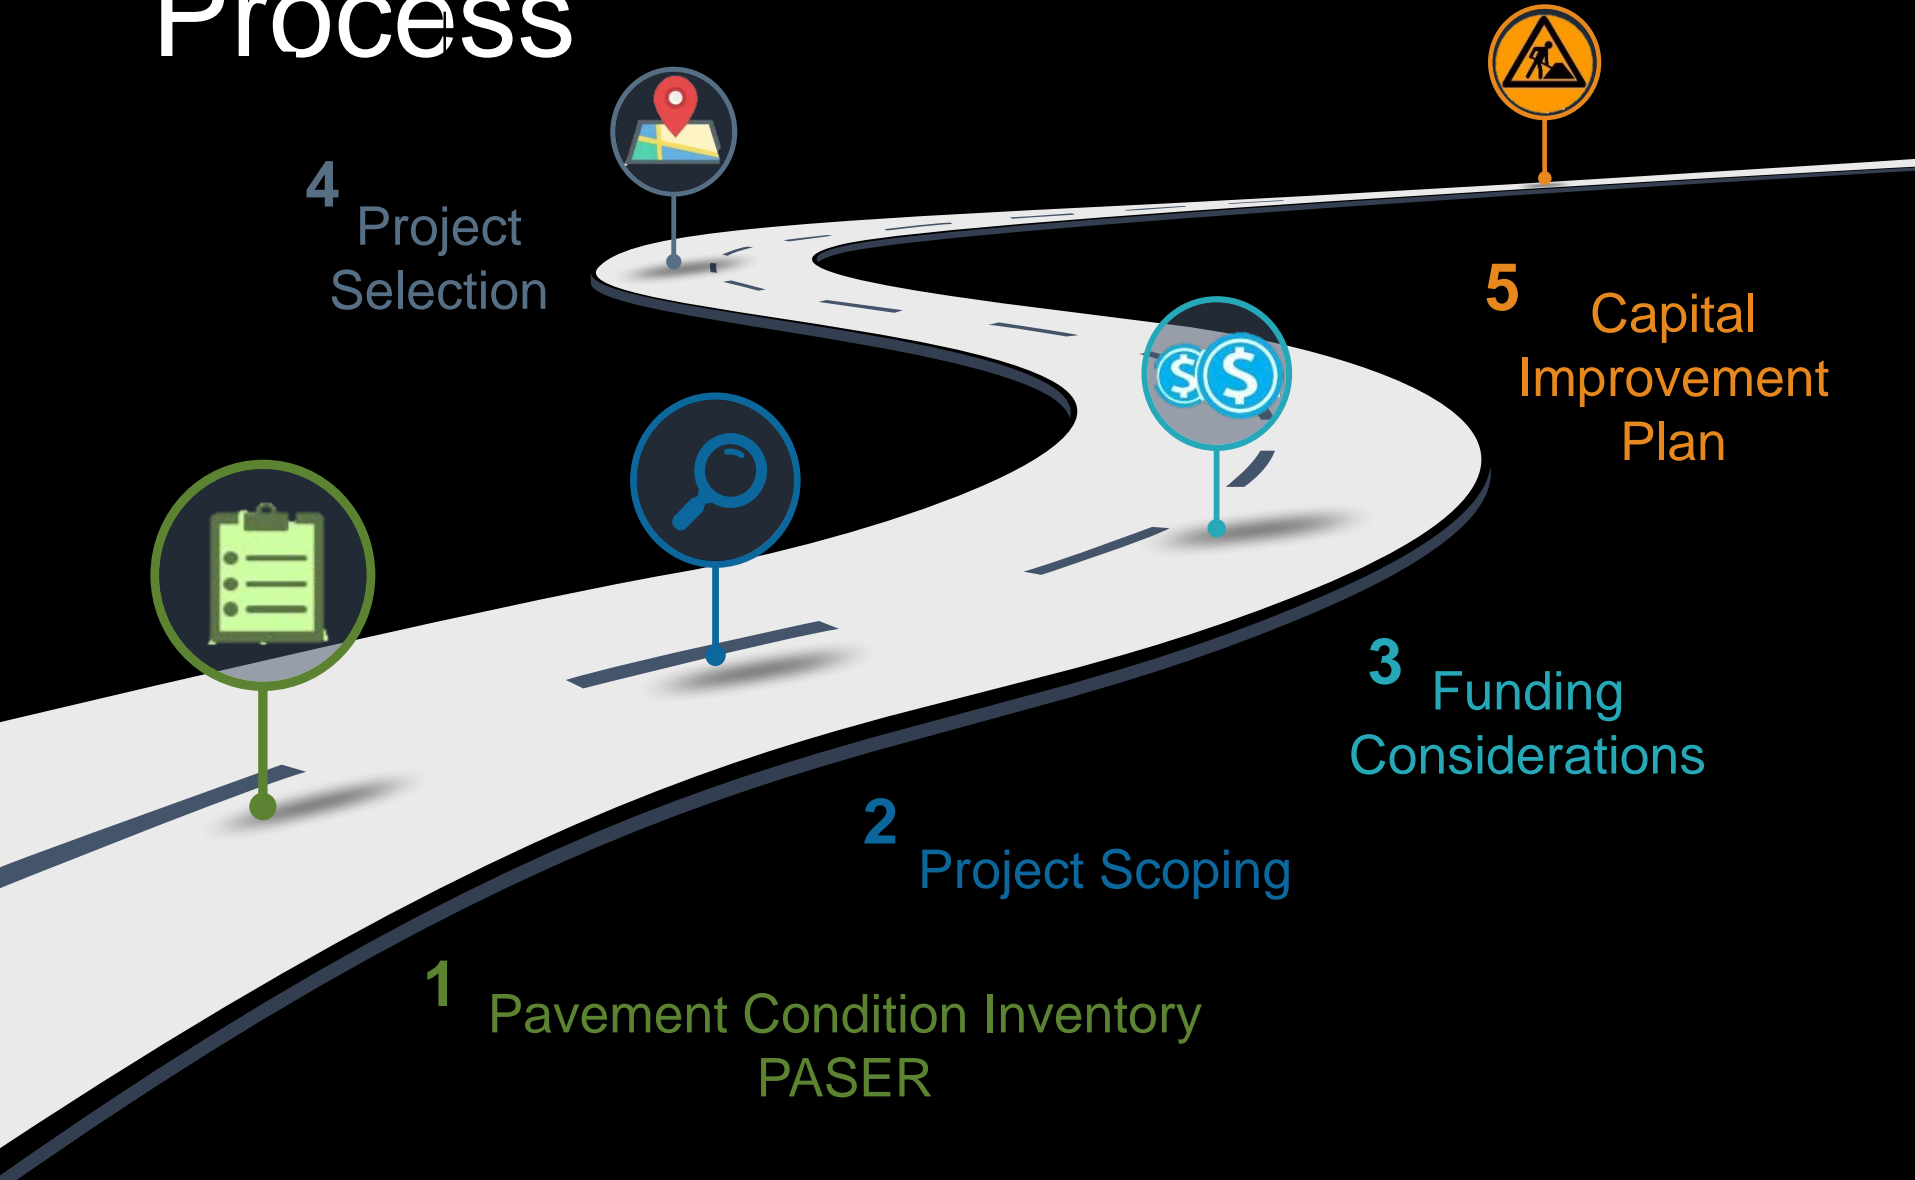 Process
4
Project
Selection
5
Capital
Improvement
Plan
3
Funding
Considerations
2
Project Scoping
1
Pavement Condition Inventory
PASER